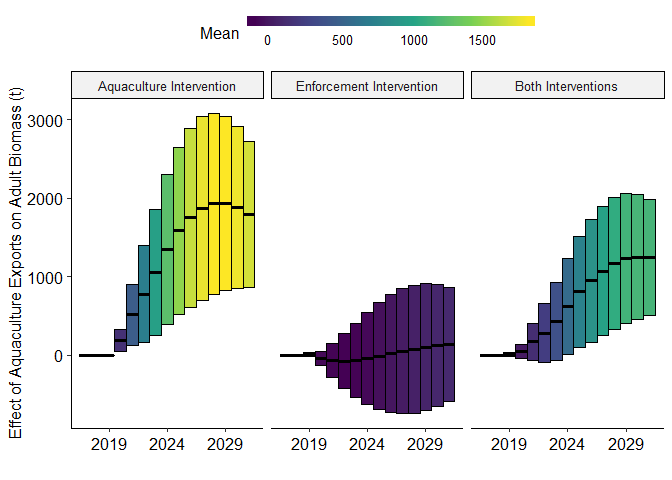 Mean
0 500 1000 1500
Aquaculture Intervention Enforcement Intervention Both Interventions
Effect of Aquaculture Exports on Adult Biomass (t)
3000
2000
1000
0
2019 2024 2029 2019 2024 2029 2019 2024 2029